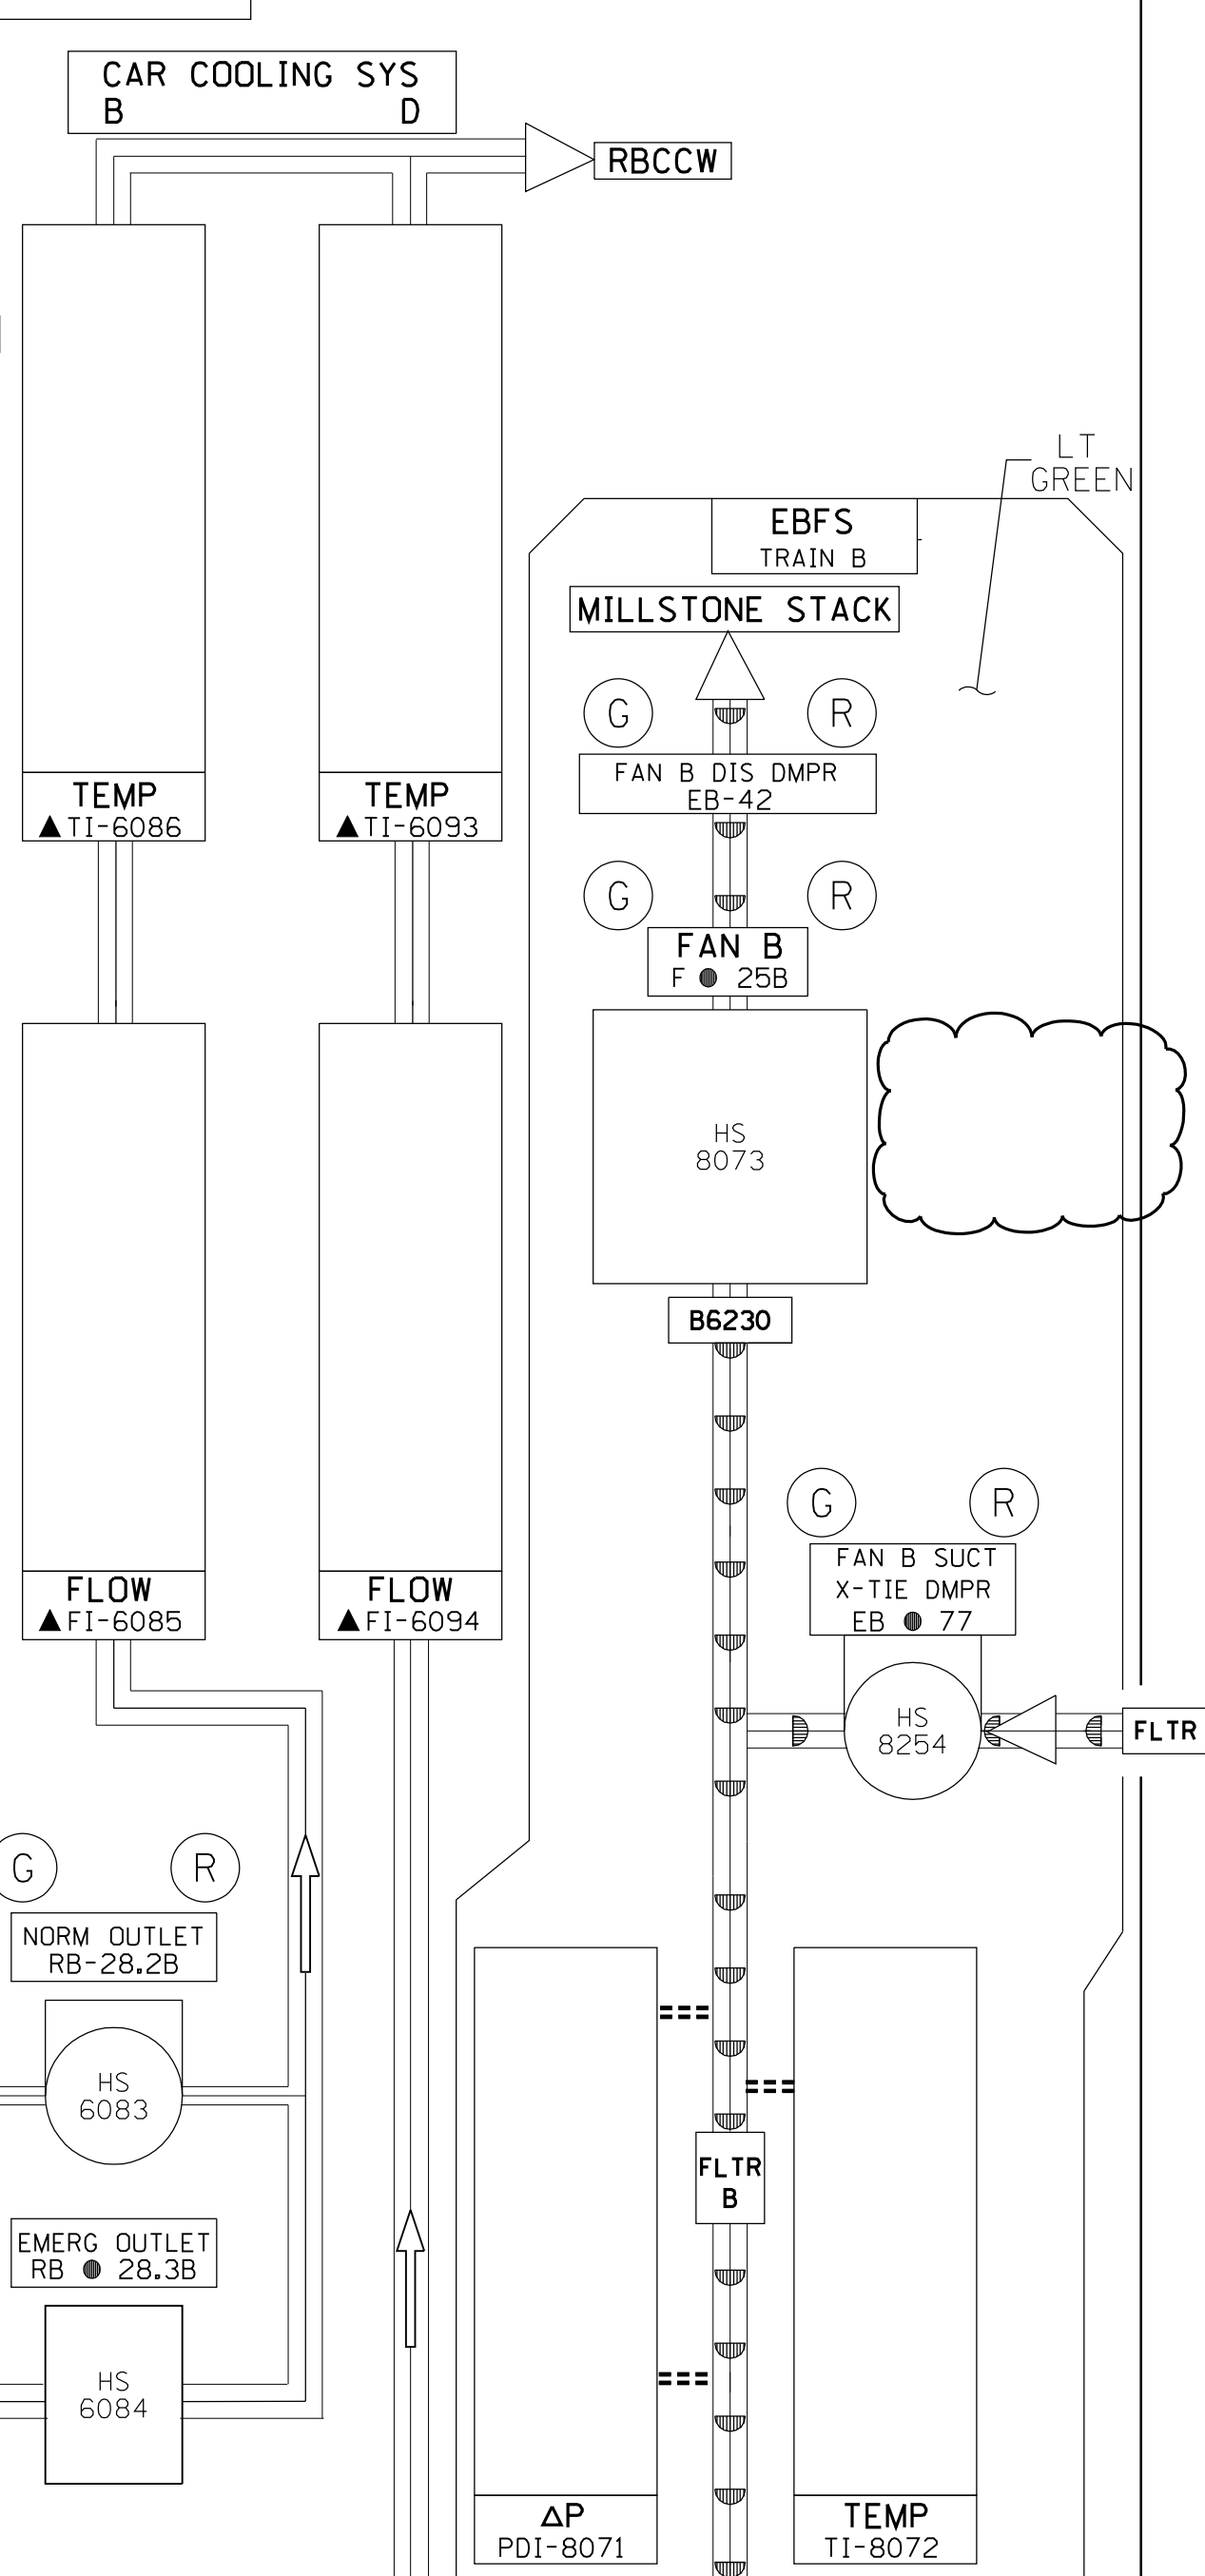 CAR COOLING SYS
B D
RBCCW
TEMP
▲TI-6086
TEMP
▲TI-6093
FLOW
▲FI-6085
FLOW
▲FI-6094
G R
NORM OUTLET
RB-28.2B
HS
6083
EMERG OUTLET
RB ● 28.3B
HS
6084
LT
GREEN
EBFS
TRAIN B
MILLSTONE STACK
G R
FAN B DIS DMPR
EB-42
G R
FAN B
F ● 25B
HS
8073
B6230
G R
FAN B SUCT
X-TIE DMPR
EB ● 77
HS
8254
FLTR
FLTR
B
ΔP
PDI-8071
TEMP
TI-8072